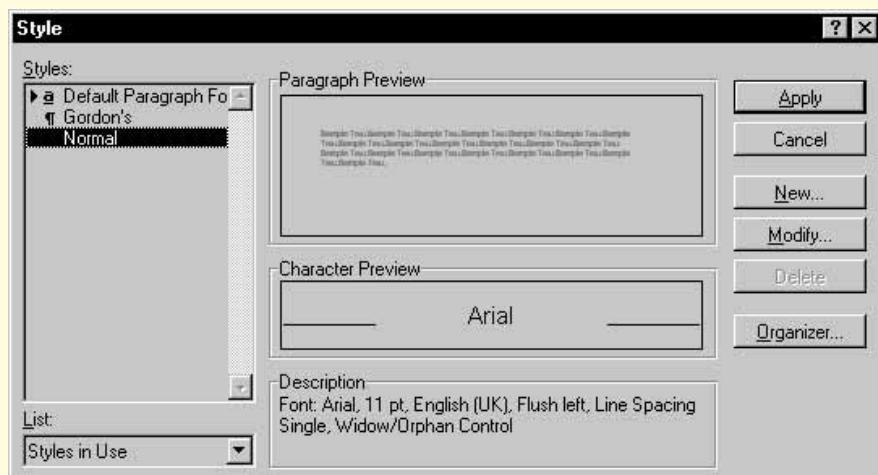 Style
Styles:
a Default Paragraph Fo
¶ Gordon's
Normal
List:
Styles in Use
Paragraph Preview
Character Preview
Arial
Description
Font: Arial, 11 pt, English (UK), Flush left, Line Spacing
Single, Widow/Orphan Control
Apply
Cancel
New...
Modify...
Delete
Organizer...